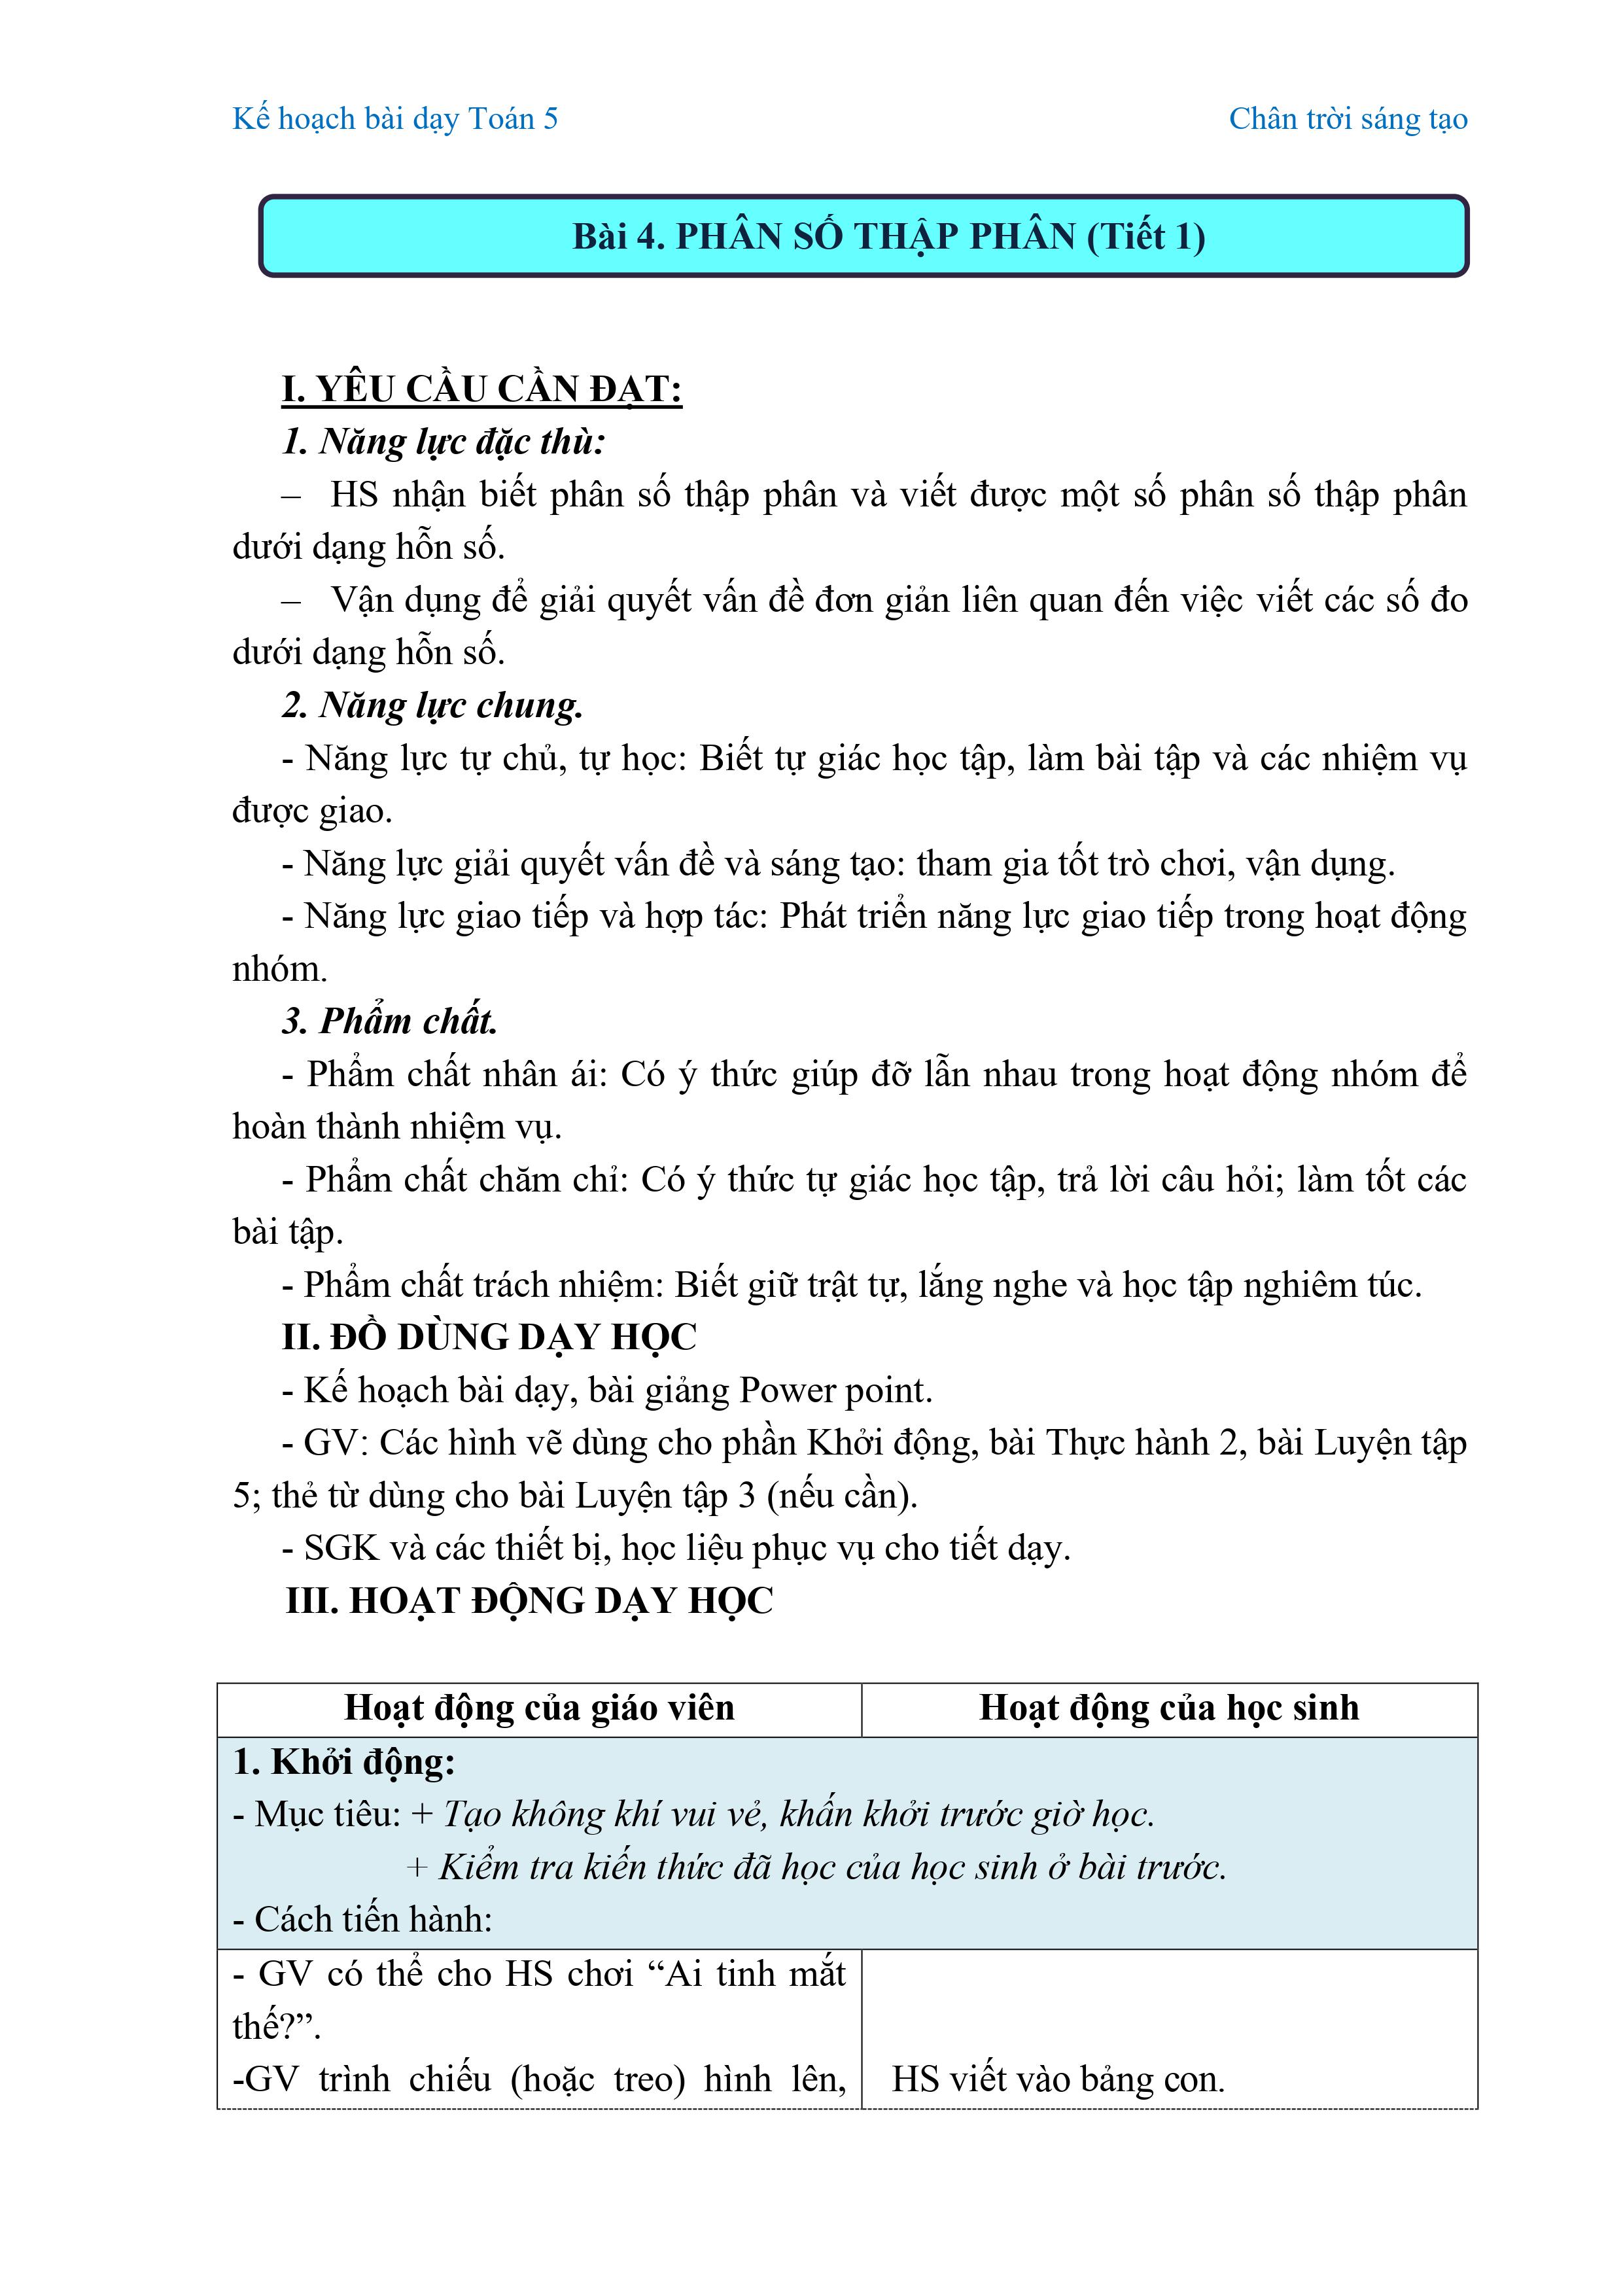 Kế hoạch bài dạy Toán 5
Chân trời sáng tạo
Bài 4. PHÂN SỐ THẬP PHÂN (Tiết 1)
I. YÊU CẦU CẦN ĐẠT:
1. Năng lực đặc thù:
– HS nhận biết phân số thập phân và viết được một số phân số thập phân
dưới dạng hỗn số.
– Vận dụng để giải quyết vấn đề đơn giản liên quan đến việc viết các số đo
dưới dạng hỗn số.
2. Năng lực chung.
- Năng lực tự chủ, tự học: Biết tự giác học tập, làm bài tập và các nhiệm vụ
được giao.
- Năng lực giải quyết vấn đề và sáng tạo: tham gia tốt trò chơi, vận dụng.
- Năng lực giao tiếp và hợp tác: Phát triển năng lực giao tiếp trong hoạt động
nhóm.
3. Phẩm chất.
- Phẩm chất nhân ái: Có ý thức giúp đỡ lẫn nhau trong hoạt động nhóm để
hoàn thành nhiệm vụ.
- Phẩm chất chăm chỉ: Có ý thức tự giác học tập, trả lời câu hỏi; làm tốt các
bài tập.
- Phẩm chất trách nhiệm: Biết giữ trật tự, lắng nghe và học tập nghiêm túc.
II. ĐỒ DÙNG DẠY HỌC
- Kế hoạch bài dạy, bài giảng Power point.
- GV: Các hình vẽ dùng cho phần Khởi động, bài Thực hành 2, bài Luyện tập
5; thẻ từ dùng cho bài Luyện tập 3 (nếu cần).
- SGK và các thiết bị, học liệu phục vụ cho tiết dạy.
III. HOẠT ĐỘNG DẠY HỌC
Hoạt động của giáo viên
Hoạt động của học sinh
1. Khởi động:
- Mục tiêu: + Tạo không khí vui vẻ, khấn khởi trước giờ học.
+ Kiểm tra kiến thức đã học của học sinh ở bài trước.
- Cách tiến hành:
- GV có thể cho HS chơi “Ai tinh mắt
thế?”.
-GV trình chiếu (hoặc treo) hình lên,
HS viết vào bảng con.